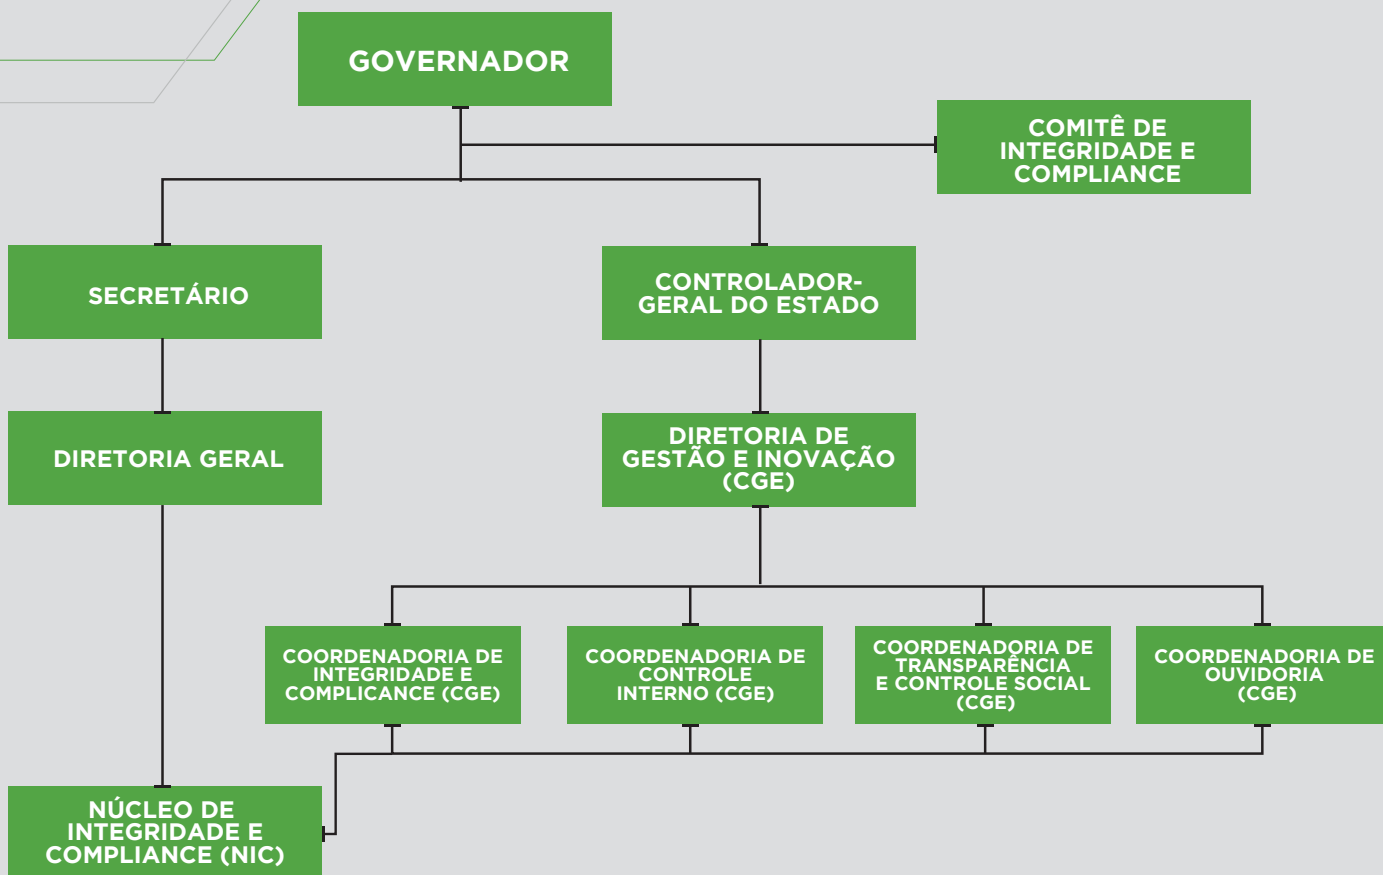 GOVERNADOR
COMITÊ DE
INTEGRIDADE E
COMPLIANCE
SECRETÁRIO
CONTROLADOR-
GERAL DO ESTADO
DIRETORIA GERAL
DIRETORIA DE
GESTÃO E INOVAÇÃO
(CGE)
COORDENADORIA DE
INTEGRIDADE E
COMPLICANCE (CGE)
COORDENADORIA DE
CONTROLE
INTERNO (CGE)
COORDENADORIA DE
TRANSPARÊNCIA
E CONTROLE SOCIAL
(CGE)
COORDENADORIA DE
OUVIDORIA
(CGE)
NÚCLEO DE
INTEGRIDADE E
COMPLIANCE (NIC)